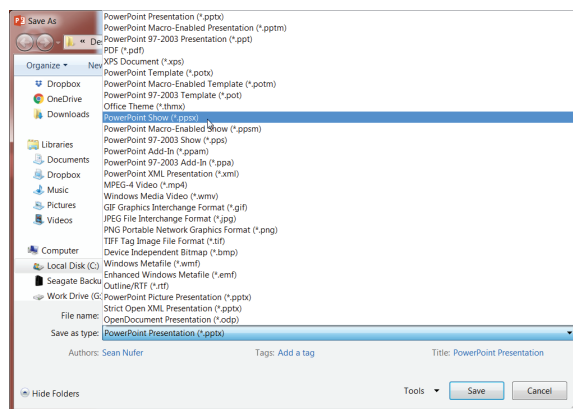 Save As
PowerPoint Presentation (*.pptx)
PowerPoint Macro-Enabled Presentation (*.pptm)
PowerPoint 97-2003 Presentation (*.ppt)
PDF (*.pdf)
XPS Document (*.xps)
PowerPoint Template (*.potx)
PowerPoint Macro-Enabled Template (*.potm)
PowerPoint 97-2003 Template (*.pot)
Office Theme (*.thmx)
PowerPoint Show (*.ppsx)
PowerPoint Macro-Enabled Show (*.ppsm)
PowerPoint 97-2003 Show (*.pps)
PowerPoint Add-In (*.ppam)
PowerPoint 97-2003 Add-In (*.ppa)
PowerPoint XML Presentation (*.xml)
MPEG-4 Video (*.mp4)
Windows Media Video (*.wmv)
GIF Graphics Interchange Format (*.gif)
JPEG File Interchange Format (*.jpg)
PNG Portable Network Graphics Format (*.png)
TIFF Tag Image File Format (*.tif)
Device Independent Bitmap (*.bmp)
Windows Metafile (*.wmf)
Enhanced Windows Metafile (*.emf)
Outline/RTF (*.rtf)
PowerPoint Picture Presentation (*.pptx)
Strict Open XML Presentation (*.pptx)
OpenDocument Presentation (*.odp)
« De
Organize
Nev
Dropbox
OneDrive
Downloads
Libraries
Documents
Dropbox
Music
Pictures
Videos
Computer
Local Disk (C:)
Seagate Backu
Work Drive (G:
File name:
Save as type: PowerPoint Presentation (*.pptx)
Authors: Sean Nufer Tags: Add a tag Title: PowerPoint Presentation
Hide Folders Tools Save Cancel